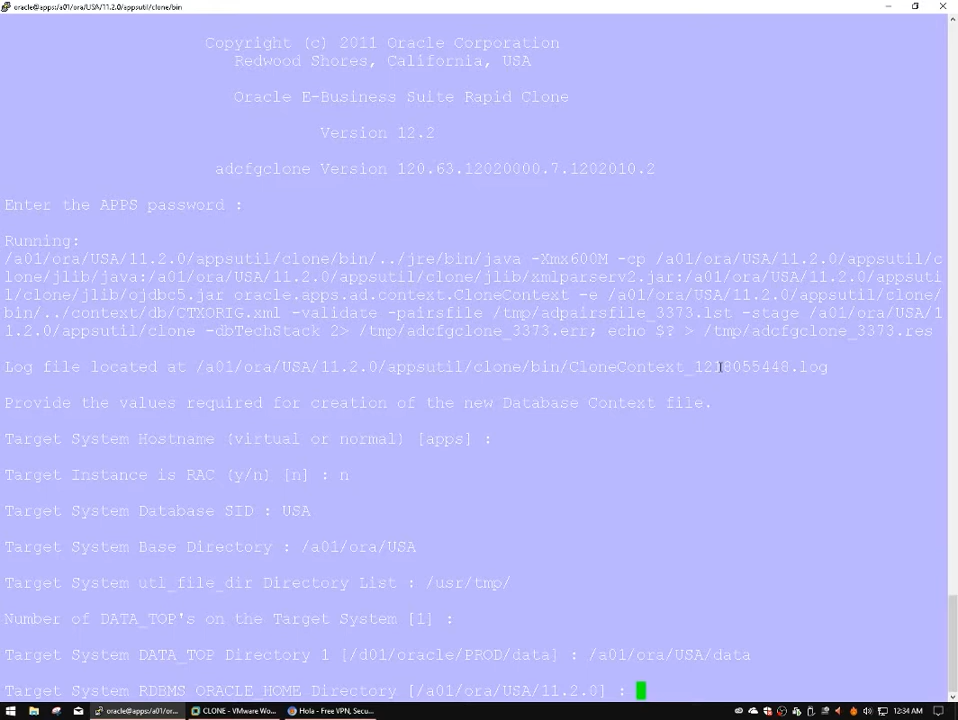 oracle@apps:/a01/ora/USA/11.2.0/appsutil/clone/bin
Copyright (c) 2011 Oracle Corporation
Redwood Shores, California, USA
Oracle E-Business Suite Rapid Clone
Version 12.2
adcfgclone Version 120.63.12020000.7.1202010.2
Enter the APPS password :
Running:
/a01/ora/USA/11.2.0/appsutil/clone/bin/../jre/bin/java -Xmx600M -cp /a01/ora/USA/11.2.0/appsutil/c
lone/jlib/java:/a01/ora/USA/11.2.0/appsutil/clone/jlib/xmlparserv2.jar:/a01/ora/USA/11.2.0/appsuti
l/clone/jlib/ojdbc5.jar oracle.apps.ad.context.CloneContext -e /a01/ora/USA/11.2.0/appsutil/clone/
bin/../context/db/CTXORIG.xml -validate -pairsfile /tmp/adpairsfile_3373.lst -stage /a01/ora/USA/1
1.2.0/appsutil/clone -dbTechStack 2> /tmp/adcfgclone_3373.err; echo $? > /tmp/adcfgclone_3373.res
Log file located at /a01/ora/USA/11.2.0/appsutil/clone/bin/CloneContext_1218055448.log
Provide the values required for creation of the new Database Context file.
Target System Hostname (virtual or normal) [apps] :
Target Instance is RAC (y/n) [n] : n
Target System Database SID : USA
Target System Base Directory : /a01/ora/USA
Target System utl_file_dir Directory List : /usr/tmp/
Number of DATA_TOP's on the Target System [1] :
Target System DATA_TOP Directory 1 [/d01/oracle/PROD/data] : /a01/ora/USA/data
Target System RDBMS ORACLE_HOME Directory [/a01/ora/USA/11.2.0] :
oracle@apps:/a01/or... CLONE - VMware Wo... Hola - Free VPN, Secu... 12:34 AM